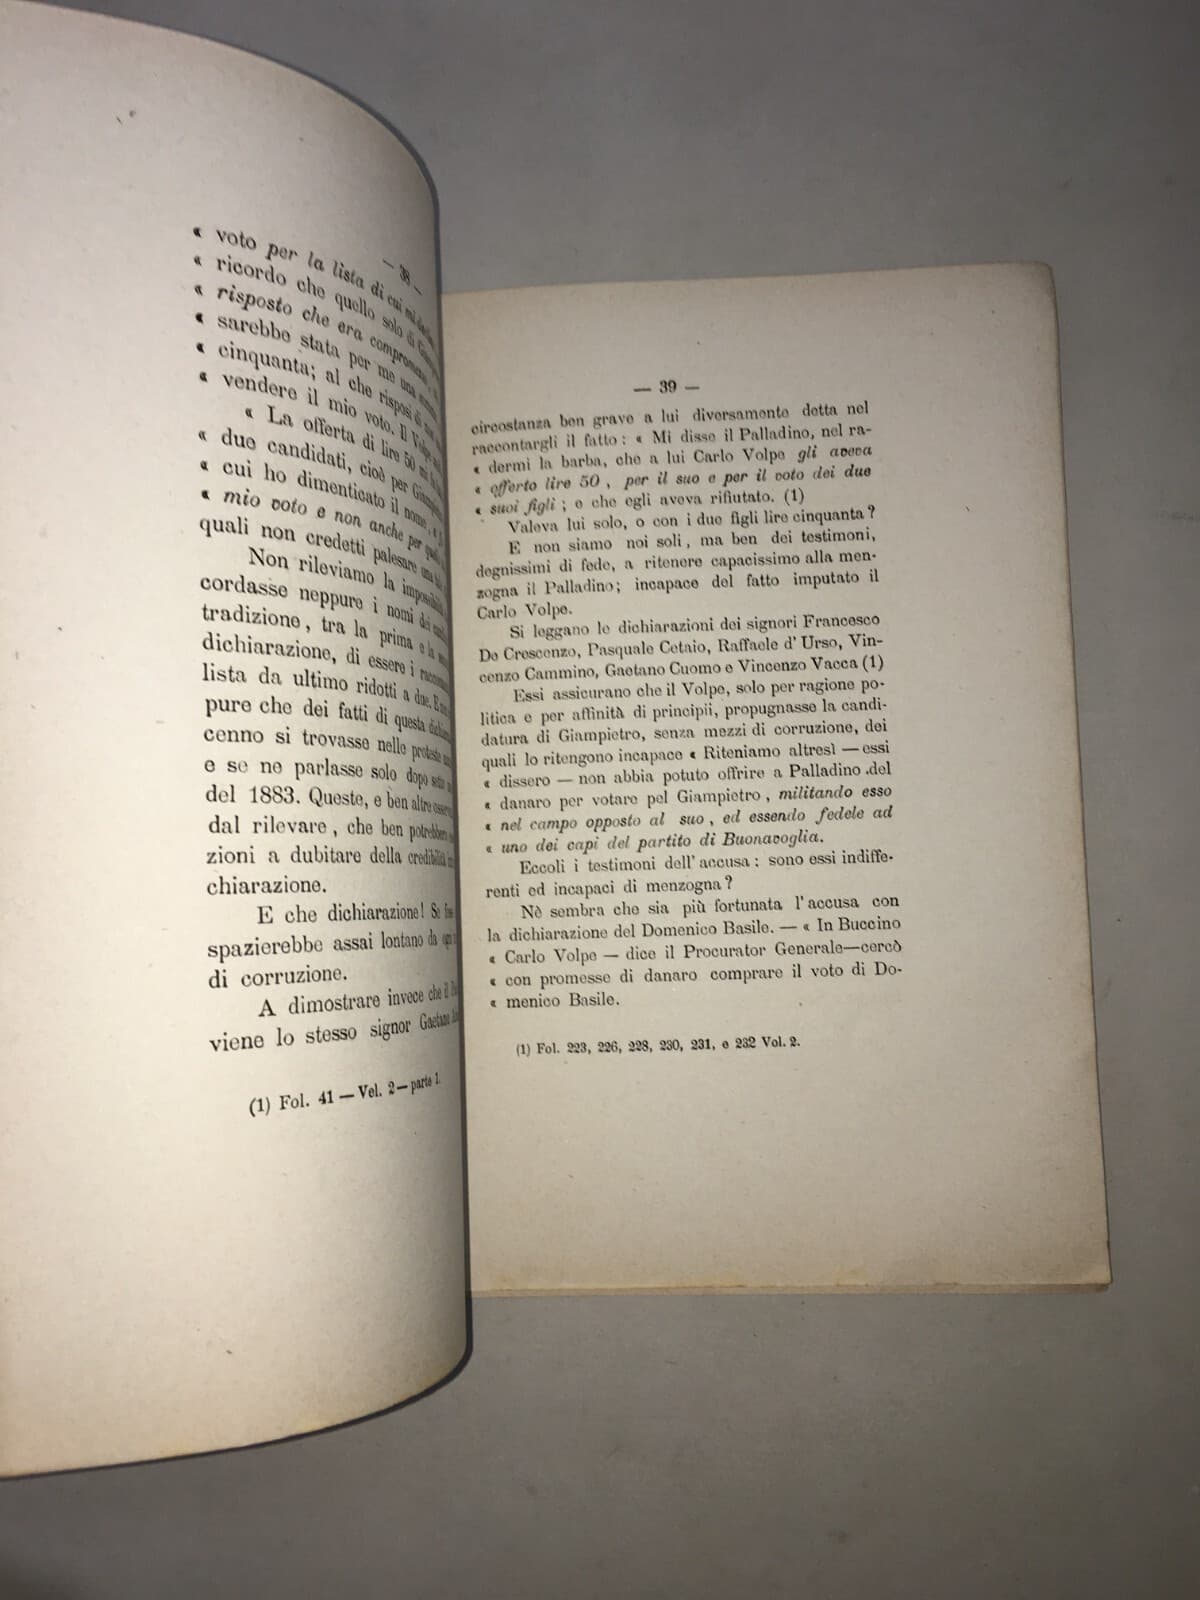 — 38 —
« voto per la lista di cui mi
« ricordo che quello solo di
« risposto che era compromesso,
« sarebbe stata per me una somma
« cinquanta; al che risposi di non
« vendere il mio voto. Il Volpe
« La offerta di lire 50 mi fu
« due candidati, cioè per Giampietro
« cui ho dimenticato il nome,
« mio voto e non anche per quello
quali non credetti palesare una tale
Non rileviamo la impossibilità
cordasse neppure i nomi dei
tradizione, tra la prima e la
dichiarazione, di essere i
lista da ultimo ridotti a due. E
pure che dei fatti di questa
cenno si trovasse nelle proteste
e se ne parlasse solo dopo sette
del 1883. Queste, e ben altre
dal rilevare, che ben potrebbero
zioni a dubitare della credibilità
chiarazione.
E che dichiarazione! Se
spazierebbe assai lontano da
di corruzione.
A dimostrare invece che il
viene lo stesso signor Gaetano
(1) Fol. 41 — Vol. 2 — parte 1.
— 39 —
circostanza ben grave a lui diversamente detta nel
raccontargli il fatto: « Mi disse il Palladino, nel ra-
« dermi la barba, che a lui Carlo Volpe gli aveva
« offerto lire 50, per il suo e per il voto dei due
« suoi figli; e che egli aveva rifiutato. (1)
Valeva lui solo, o con i due figli lire cinquanta?
E non siamo noi soli, ma ben dei testimoni,
degnissimi di fede, a ritenere capacissimo alla men-
zogna il Palladino; incapace del fatto imputato il
Carlo Volpe.
Si leggano le dichiarazioni dei signori Francesco
De Crescenzo, Pasquale Cetaio, Raffaele d' Urso, Vin-
cenzo Cammino, Gaetano Cuomo e Vincenzo Vacca (1)
Essi assicurano che il Volpe, solo per ragione po-
litica e per affinità di principii, propugnasse la candi-
datura di Giampietro, senza mezzi di corruzione, dei
quali lo ritengono incapace « Riteniamo altresì — essi
« dissero — non abbia potuto offrire a Palladino .del
« danaro per votare pel Giampietro, militando esso
« nel campo opposto al suo, ed essendo fedele ad
« uno dei capi del partito di Buonavoglia.
Eccoli i testimoni dell' accusa: sono essi indiffe-
renti ed incapaci di menzogna?
Nè sembra che sia più fortunata l'accusa con
la dichiarazione del Domenico Basile. — « In Buccino
« Carlo Volpe — dice il Procurator Generale—cercò
« con promesse di danaro comprare il voto di Do-
« menico Basile.
(1) Fol. 223, 226, 228, 230, 231, e 232 Vol. 2.